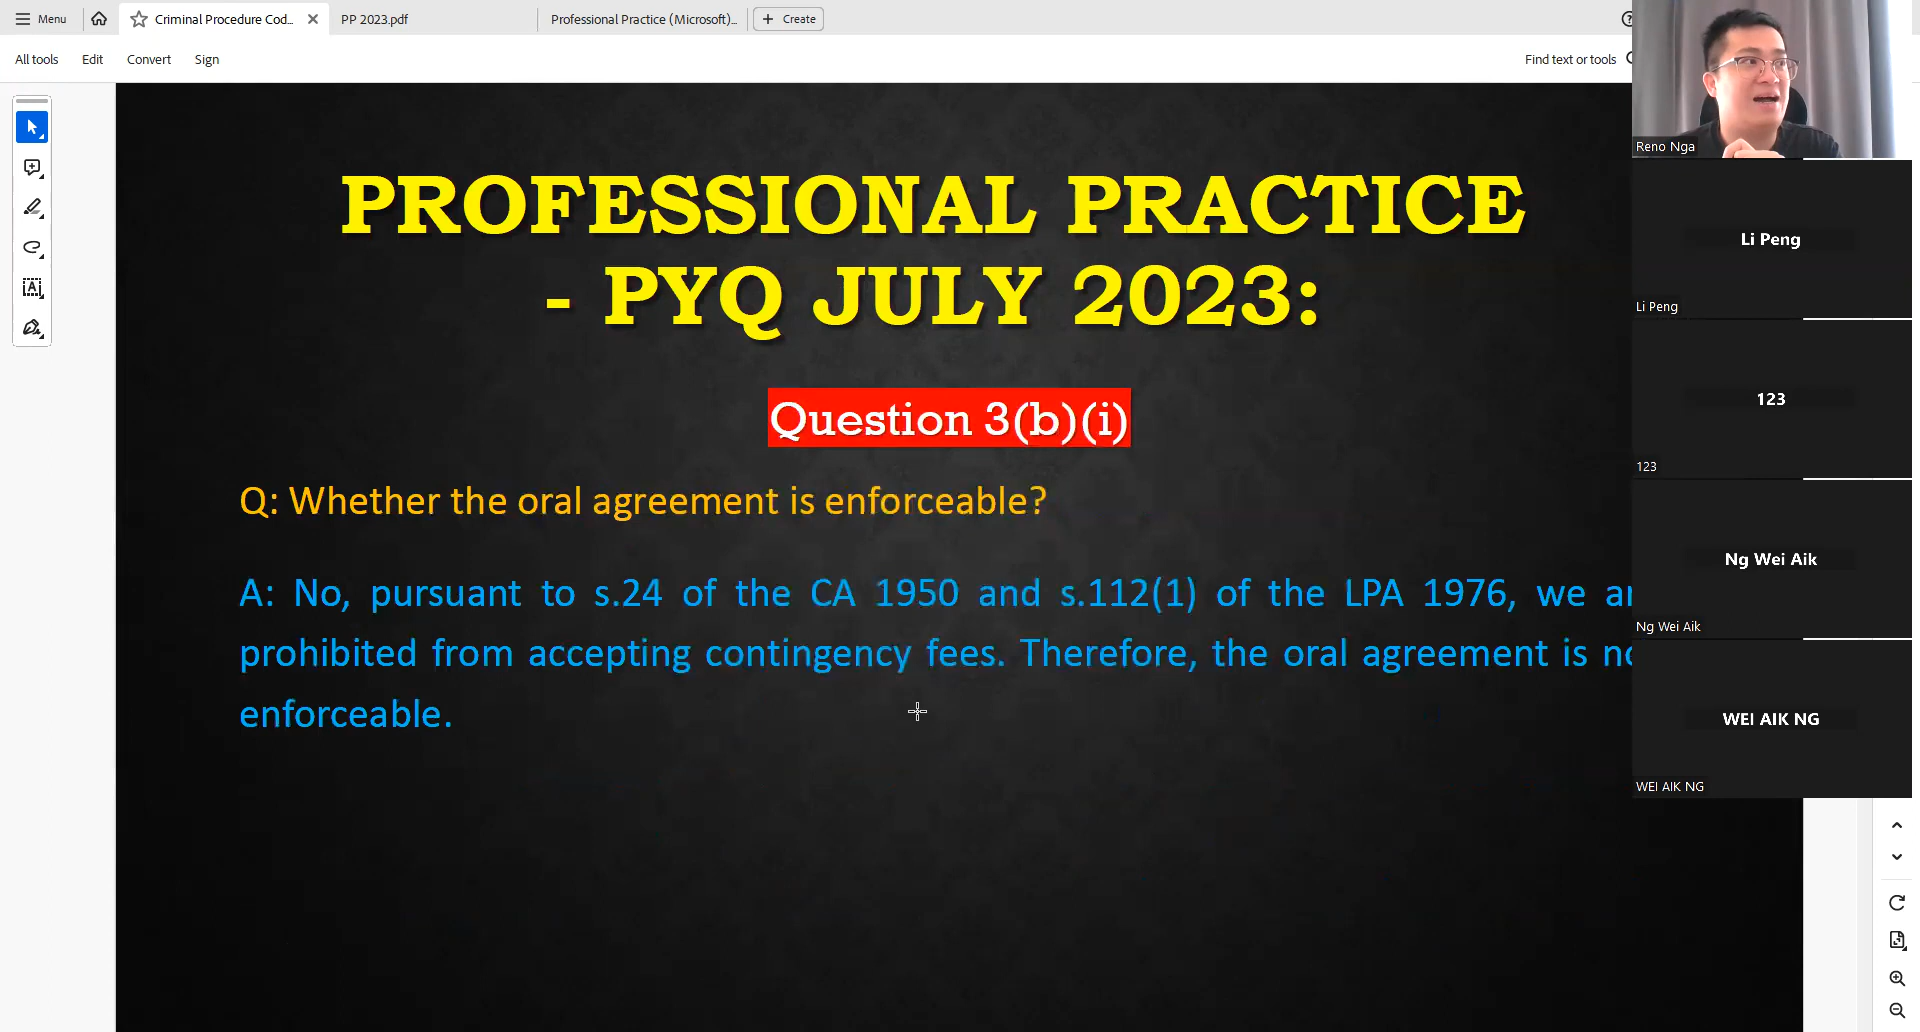 Menu
Criminal Procedure Cod...
PP 2023.pdf
Professional Practice (Microsoft)...
+ Create
All tools
Edit
Convert
Sign
Find text or tools
PROFESSIONAL PRACTICE
- PYQ JULY 2023:
Question 3(b)(i)
Q: Whether the oral agreement is enforceable?
A: No, pursuant to s.24 of the CA 1950 and s.112(1) of the LPA 1976, we
prohibited from accepting contingency fees. Therefore, the oral agreement is
enforceable.
Reno Nga
Li Peng
Li Peng
123
123
Ng Wei Aik
Ng Wei Aik
WEI AIK NG
WEI AIK NG